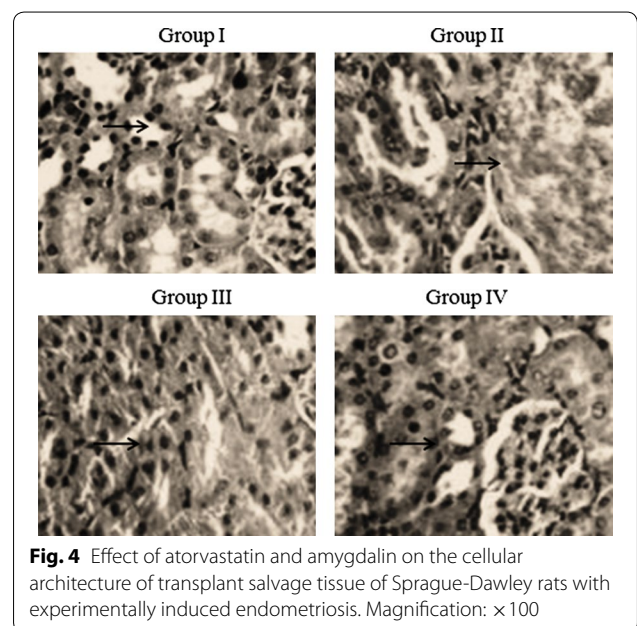 Group I
Group II
Group III
Group IV
Fig. 4 Effect of atorvastatin and amygdalin on the cellular
architecture of transplant salvage tissue of Sprague-Dawley rats with
experimentally induced endometriosis. Magnification: ×100